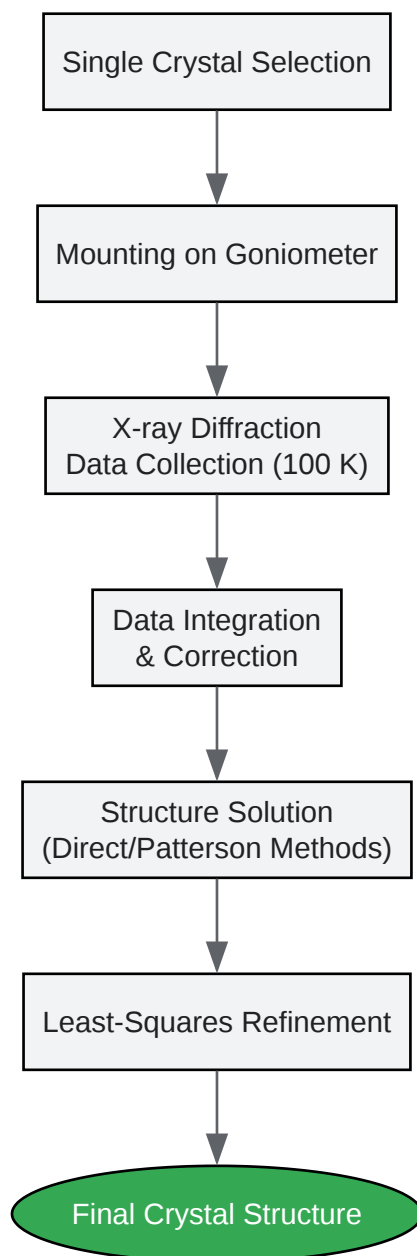 Single Crystal Selection
Mounting on Goniometer
X-ray Diffraction
Data Collection (100 K)
Data Integration
& Correction
Structure Solution
(Direct/Patterson Methods)
Least-Squares Refinement
Final Crystal Structure